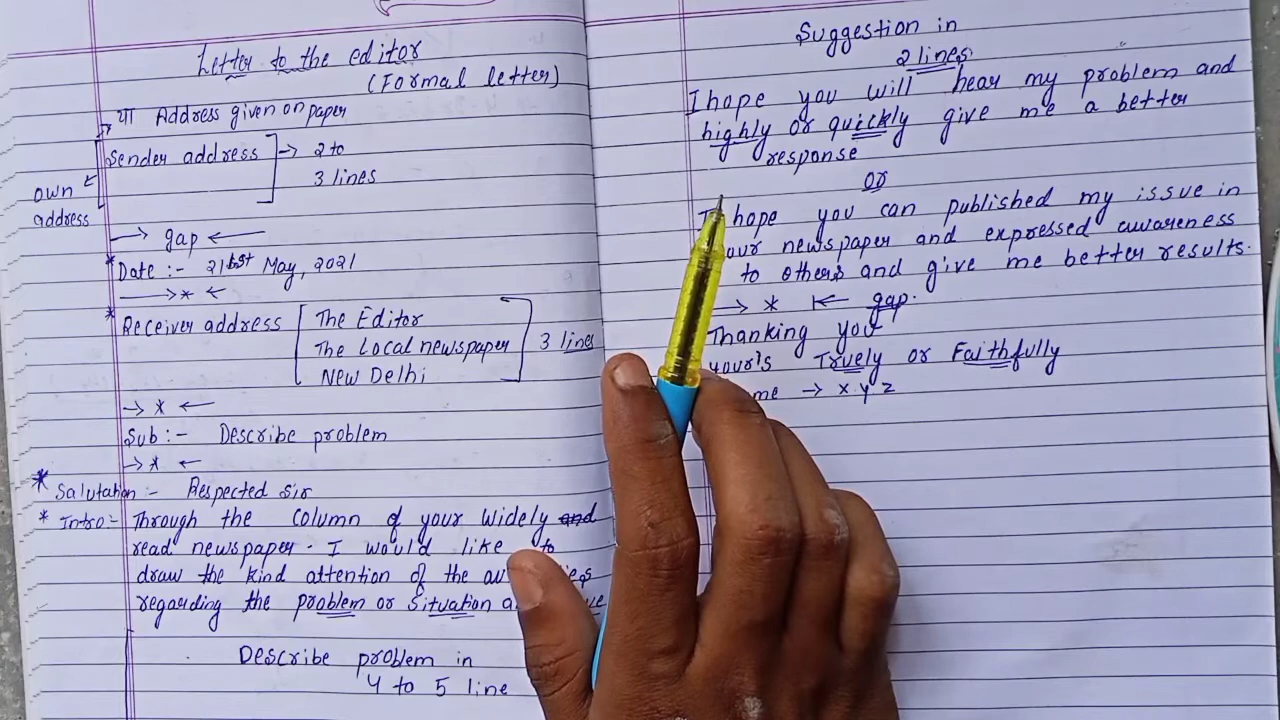 Letter to the editor
(Formal letter)
या Address given on paper
Sender address → 2 to
3 lines
own
address
→ gap ←
* Date :- 21st May, 2021
→ * ←
* Receiver address
The Editor
The Local newspaper
New Delhi
3 lines
→ * ←
Sub :- Describe problem
→ * ←
* Salutation :- Respected Sir
* Intro :- Through the column of your widely and
read newspaper. I would like to
draw the kind attention of the
regarding the problem or situation
Describe problem in
4 to 5 line
Suggestion in
2 lines
I hope you will hear my problem and
highly or quickly give me a better
response
or
I hope you can published my issue in
newspaper and expressed awareness
to others and give me better results.
→ * ← gap.
Thanking you
your's Truely or Faithfully
→ x y z